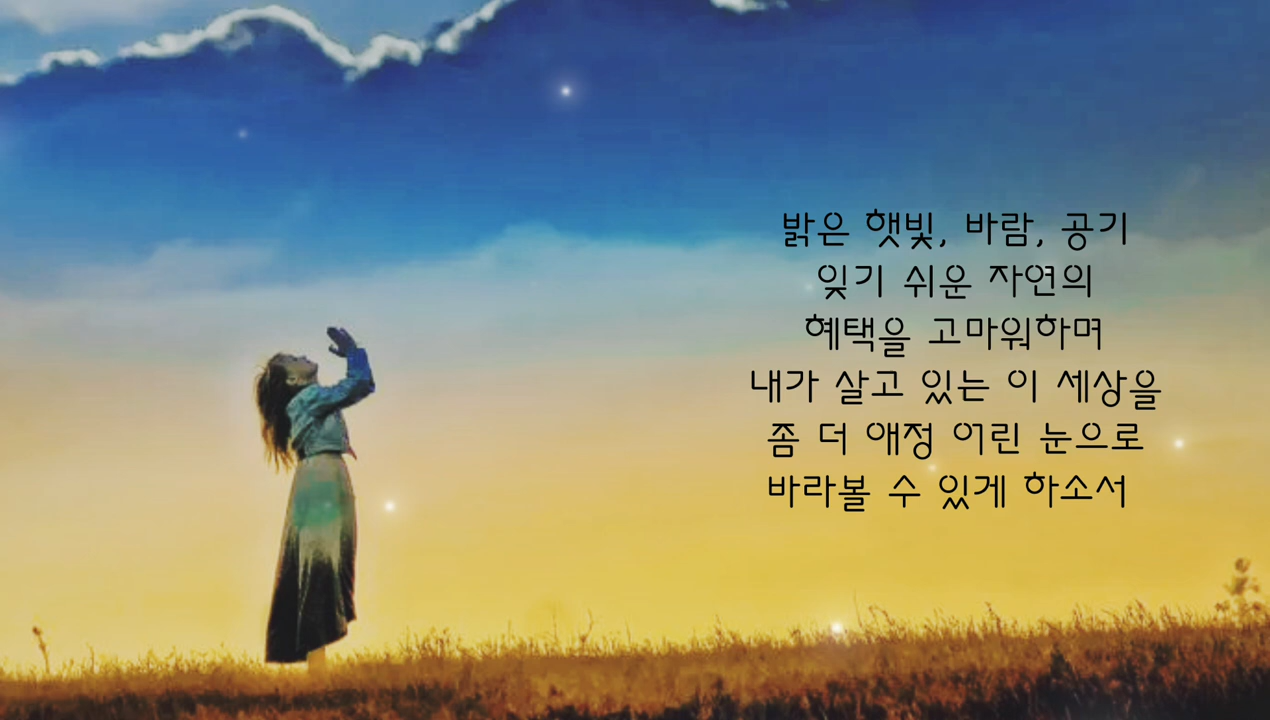 밝은 햇빛, 바람, 공기
잊기 쉬운 자연의
혜택을 고마워하며
내가 살고 있는 이 세상을
좀 더 애정 어린 눈으로
바라볼 수 있게 하소서